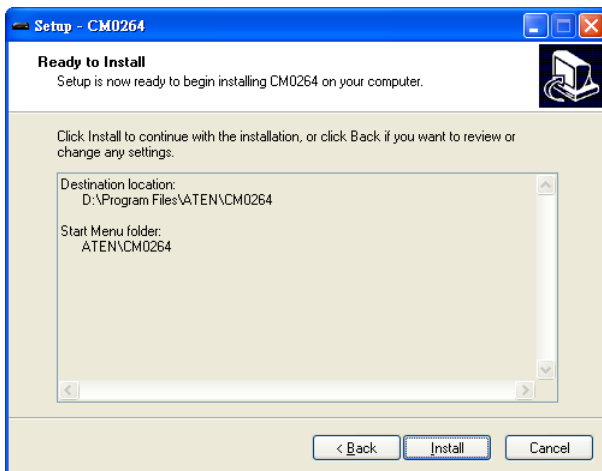 Setup - CM0264
Ready to Install
Setup is now ready to begin installing CM0264 on your computer.
Click Install to continue with the installation, or click Back if you want to review or
change any settings.
Destination location:
D:\Program Files\ATEN\CM0264
Start Menu folder:
ATEN\CM0264
< Back
Install
Cancel